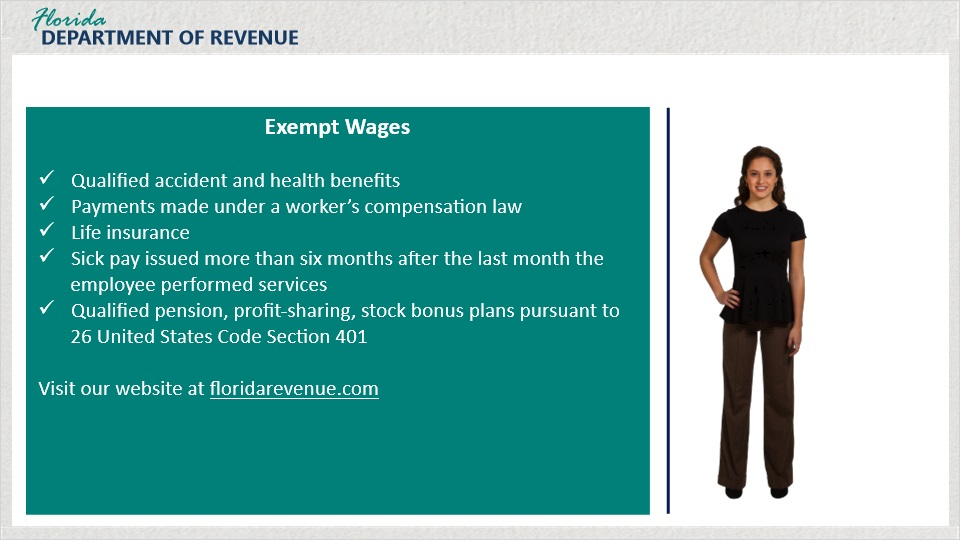 Florida
DEPARTMENT OF REVENUE
Exempt Wages
✓ Qualified accident and health benefits
✓ Payments made under a worker’s compensation law
✓ Life insurance
✓ Sick pay issued more than six months after the last month the
employee performed services
✓ Qualified pension, profit-sharing, stock bonus plans pursuant to
26 United States Code Section 401
Visit our website at floridarevenue.com